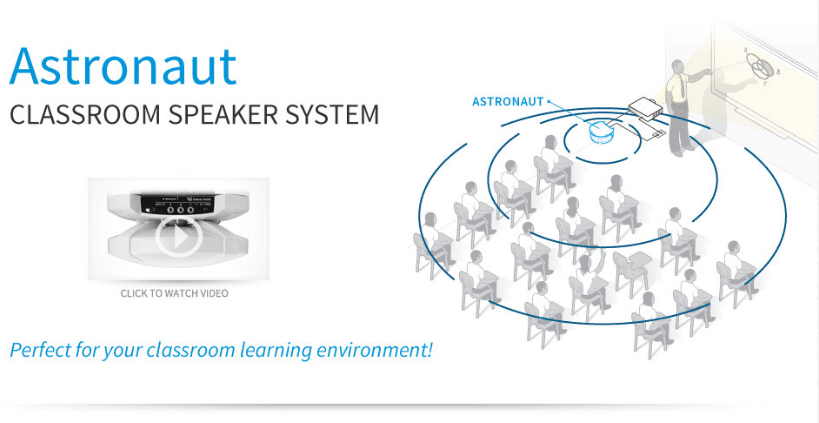 Astronaut
CLASSROOM SPEAKER SYSTEM
ASTRONAUT
A
B
C
CLICK TO WATCH VIDEO
Perfect for your classroom learning environment!